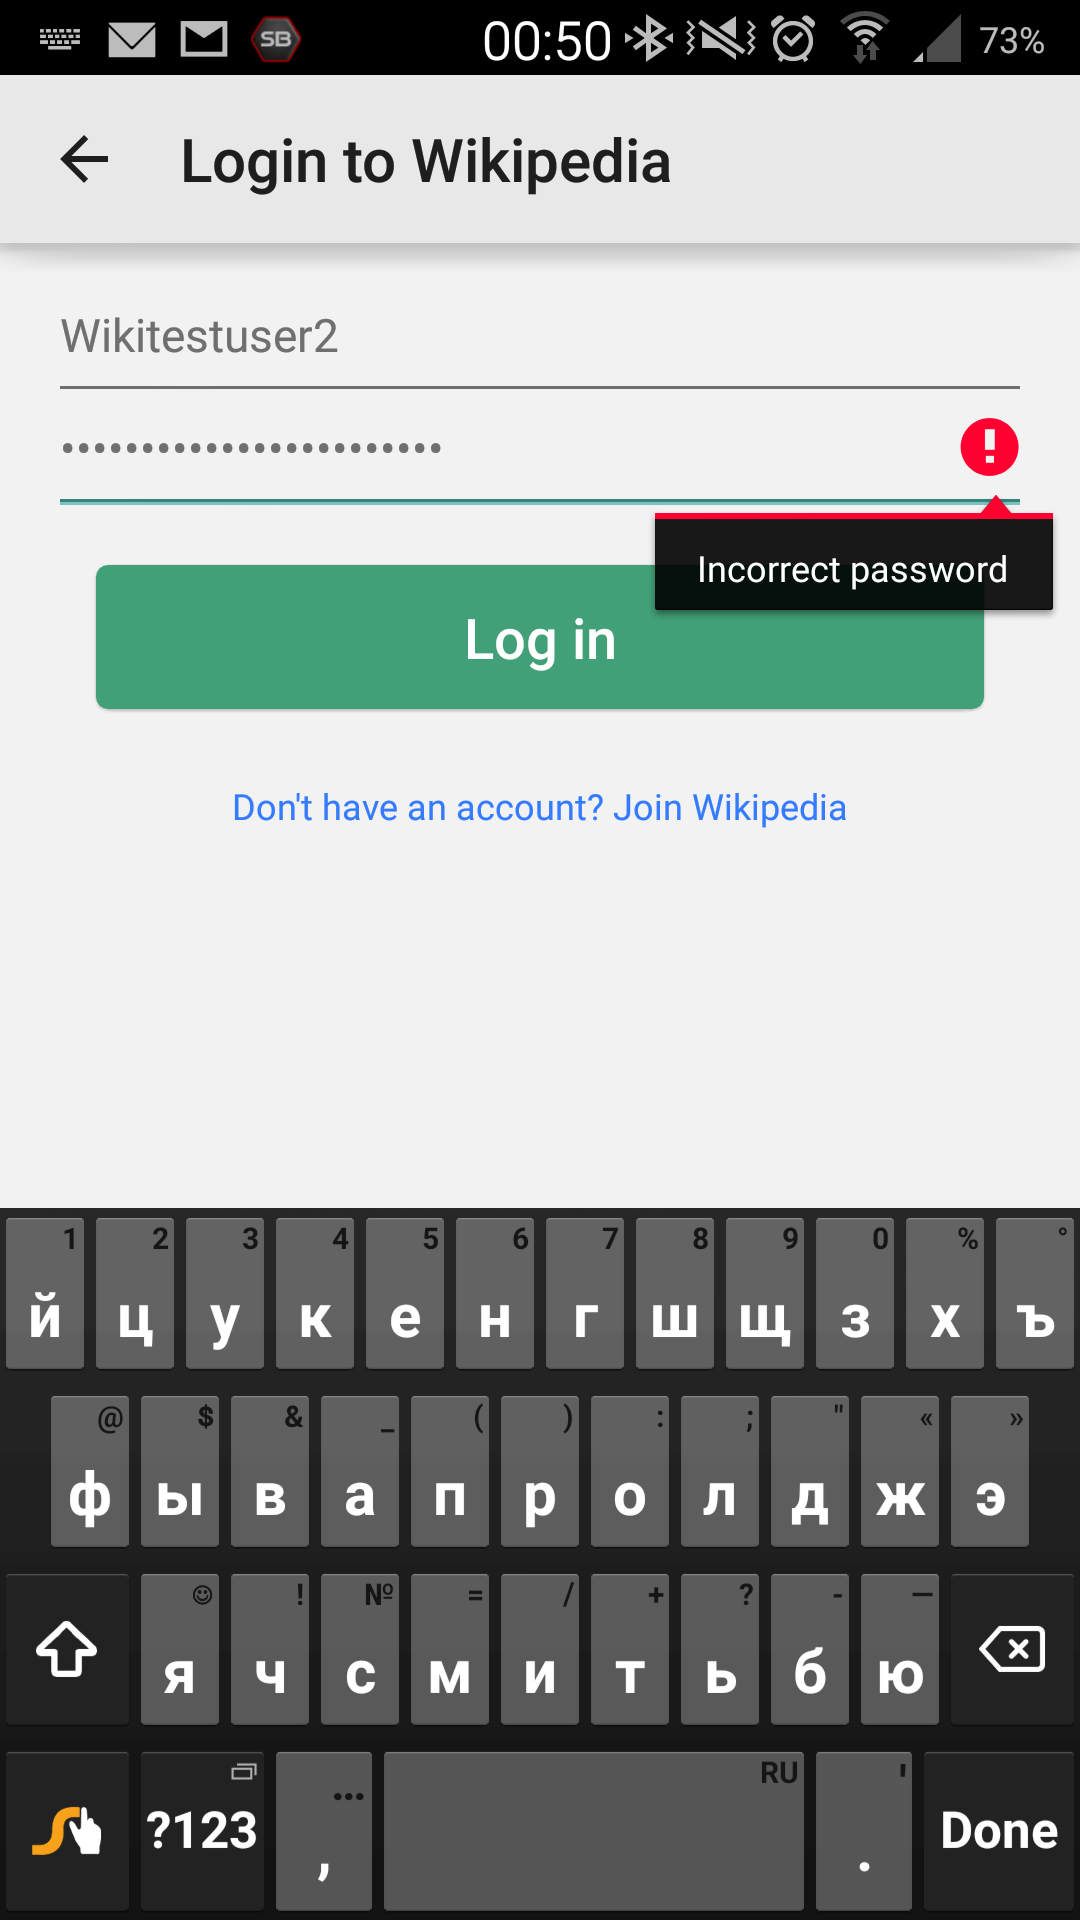 SB 00:50 73%
Login to Wikipedia
Wikitestuser2
••••••••••••••••••••••••
!
Incorrect password
Log in
Don't have an account? Join Wikipedia
1 2 3 4 5 6 7 8 9 0 % °
й ц у к е н г ш щ з х ъ
@ $ & _ ( ) : ; " « »
ф ы в а п р о л д ж э
☺ ! № = / + ? - —
я ч с м и т ь б ю
... RU '
?123 , . Done